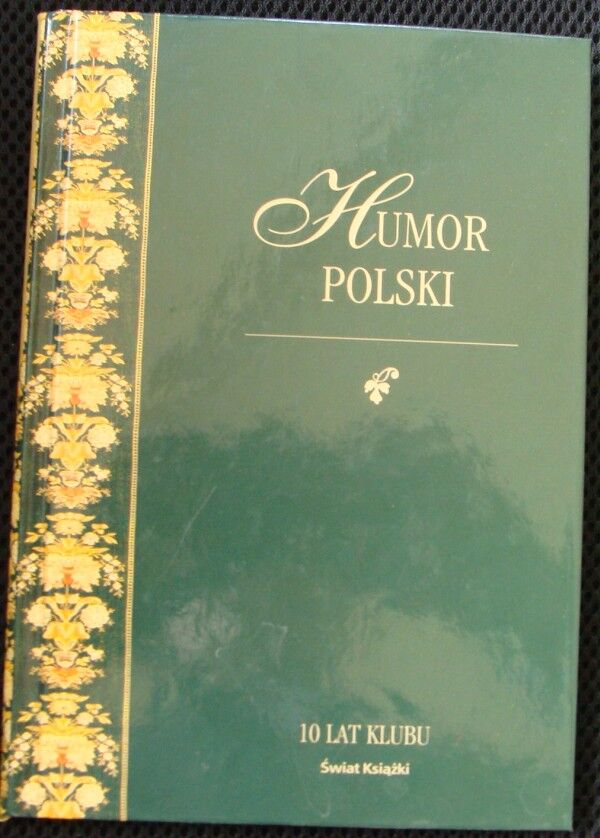 HUMOR
POLSKI
10 LAT KLUBU
Świat Książki